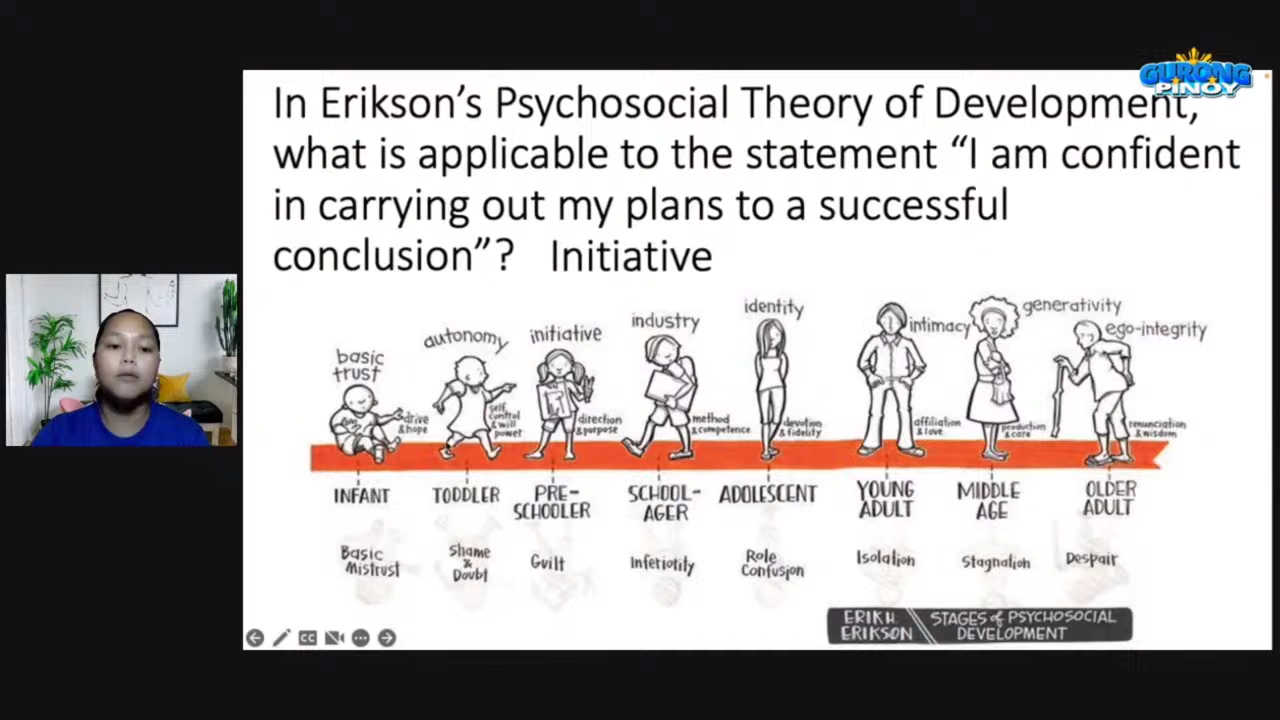 GURONG
PINOY
In Erikson's Psychosocial Theory of Development,
what is applicable to the statement "I am confident
in carrying out my plans to a successful
conclusion"? Initiative
basic
trust
autonomy
initiative
industry
identity
intimacy
generativity
ego-integrity
drive
& hope
self
control
& will
power
direction
& purpose
method
& competence
devotion
& fidelity
affiliation
& love
production
& care
renunciation
& wisdom
INFANT
TODDLER
PRE-
SCHOOLER
SCHOOL-
AGER
ADOLESCENT
YOUNG
ADULT
MIDDLE
AGE
OLDER
ADULT
Basic
Mistrust
Shame
&
Doubt
Guilt
Inferiotily
Role
Confusion
Isolation
Stagnation
Despair
ERIK H.
ERIKSON
STAGES of PSYCHOSOCIAL
DEVELOPMENT
CC